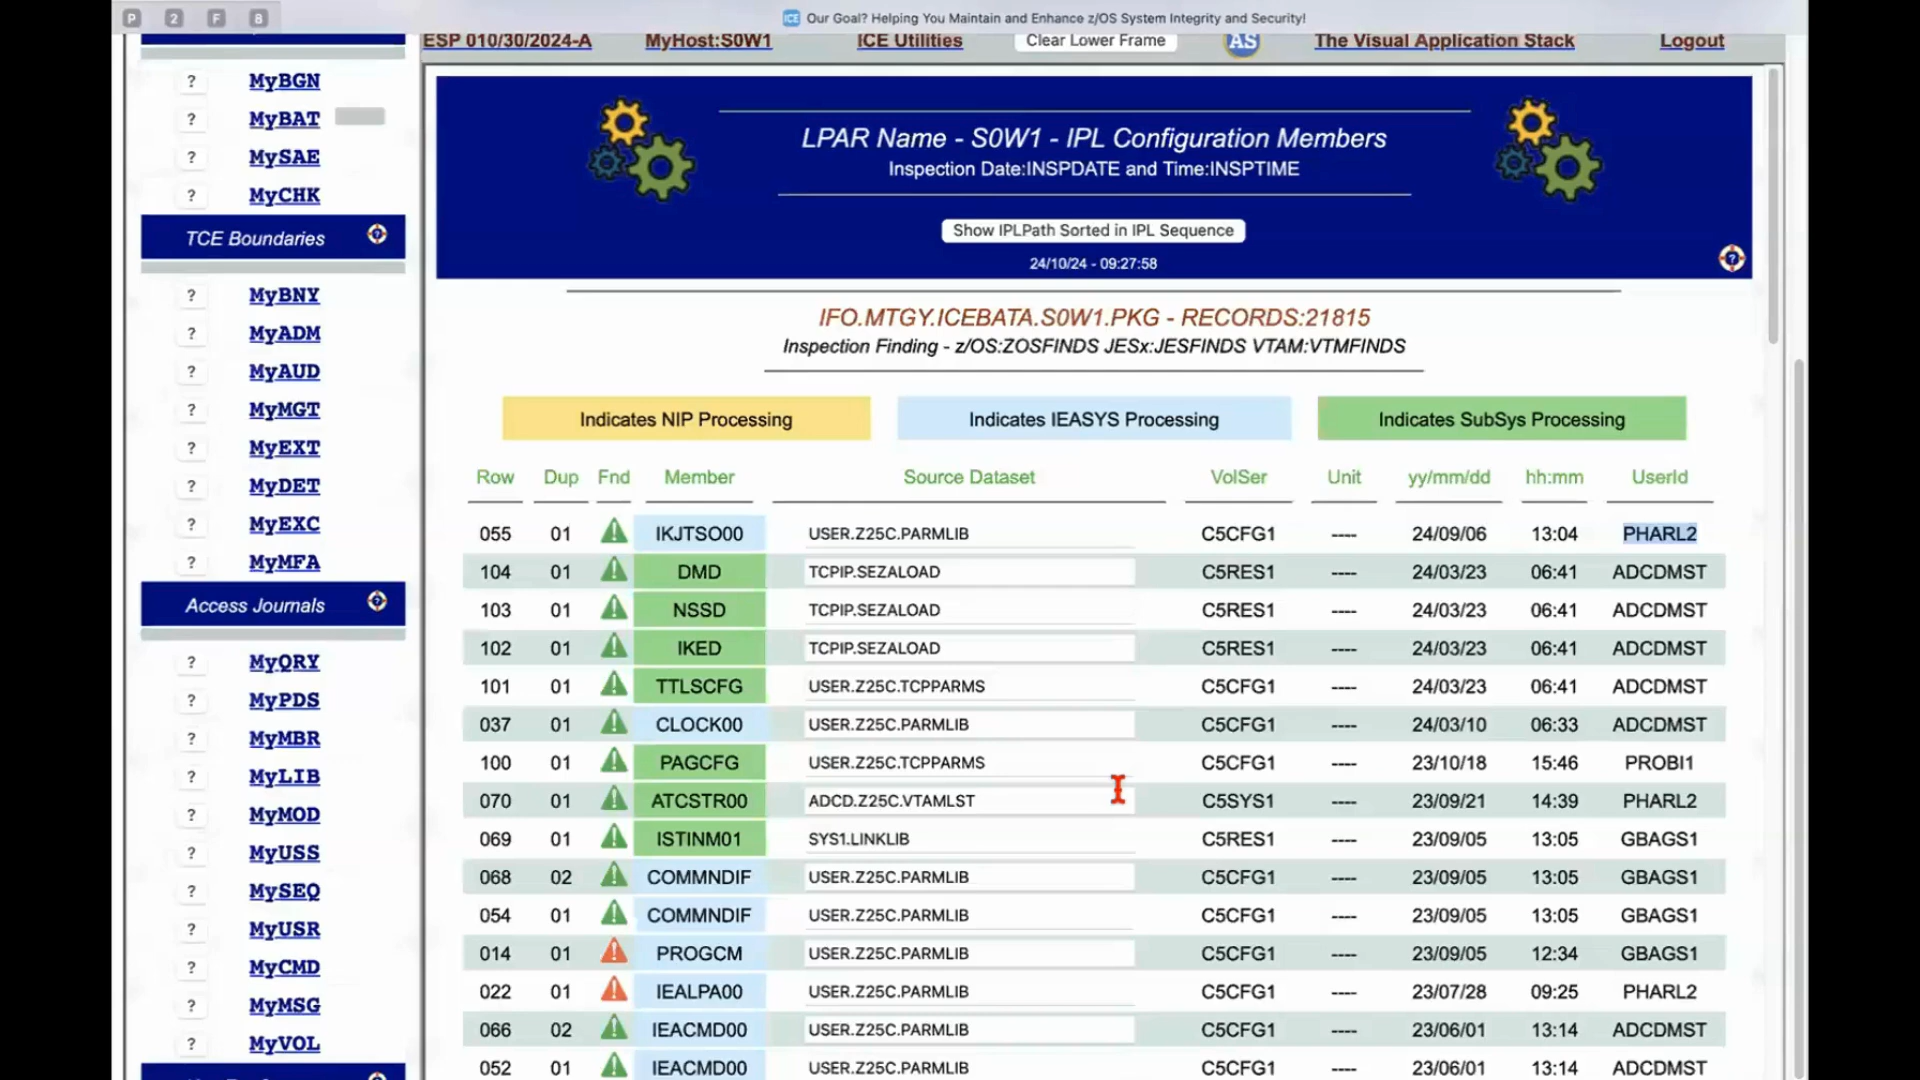 P 2 F 8
ICE Our Goal? Helping You Maintain and Enhance z/OS System Integrity and Security!
ESP 010/30/2024-A MyHost:S0W1 ICE Utilities Clear Lower Frame AS The Visual Application Stack Logout
? MyBGN
? MyBAT
? MySAE
? MyCHK
TCE Boundaries ?
? MyBNY
? MyADM
? MyAUD
? MyMGT
? MyEXT
? MyDET
? MyEXC
? MyMFA
Access Journals ?
? MyQRY
? MyPDS
? MyMBR
? MyLIB
? MyMOD
? MyUSS
? MySEQ
? MyUSR
? MyCMD
? MyMSG
? MyVOL
LPAR Name - S0W1 - IPL Configuration Members
Inspection Date:INSPDATE and Time:INSPTIME
Show IPLPath Sorted in IPL Sequence
24/10/24 - 09:27:58
?
IFO.MTGY.ICEBATA.S0W1.PKG - RECORDS:21815
Inspection Finding - z/OS:ZOSFINDS JESx:JESFINDS VTAM:VTMFINDS
Indicates NIP Processing Indicates IEASYS Processing Indicates SubSys Processing
Row Dup Fnd Member Source Dataset VolSer Unit yy/mm/dd hh:mm UserId
055 01 IKJTSO00 USER.Z25C.PARMLIB C5CFG1 ---- 24/09/06 13:04 PHARL2
104 01 DMD TCPIP.SEZALOAD C5RES1 ---- 24/03/23 06:41 ADCDMST
103 01 NSSD TCPIP.SEZALOAD C5RES1 ---- 24/03/23 06:41 ADCDMST
102 01 IKED TCPIP.SEZALOAD C5RES1 ---- 24/03/23 06:41 ADCDMST
101 01 TTLSCFG USER.Z25C.TCPPARMS C5CFG1 ---- 24/03/23 06:41 ADCDMST
037 01 CLOCK00 USER.Z25C.PARMLIB C5CFG1 ---- 24/03/10 06:33 ADCDMST
100 01 PAGCFG USER.Z25C.TCPPARMS C5CFG1 ---- 23/10/18 15:46 PROBI1
070 01 ATCSTR00 ADCD.Z25C.VTAMLST C5SYS1 ---- 23/09/21 14:39 PHARL2
069 01 ISTINM01 SYS1.LINKLIB C5RES1 ---- 23/09/05 13:05 GBAGS1
068 02 COMMNDIF USER.Z25C.PARMLIB C5CFG1 ---- 23/09/05 13:05 GBAGS1
054 01 COMMNDIF USER.Z25C.PARMLIB C5CFG1 ---- 23/09/05 13:05 GBAGS1
014 01 PROGCM USER.Z25C.PARMLIB C5CFG1 ---- 23/09/05 12:34 GBAGS1
022 01 IEALPA00 USER.Z25C.PARMLIB C5CFG1 ---- 23/07/28 09:25 PHARL2
066 02 IEACMD00 USER.Z25C.PARMLIB C5CFG1 ---- 23/06/01 13:14 ADCDMST
052 01 IEACMD00 USER.Z25C.PARMLIB C5CFG1 ---- 23/06/01 13:14 ADCDMST